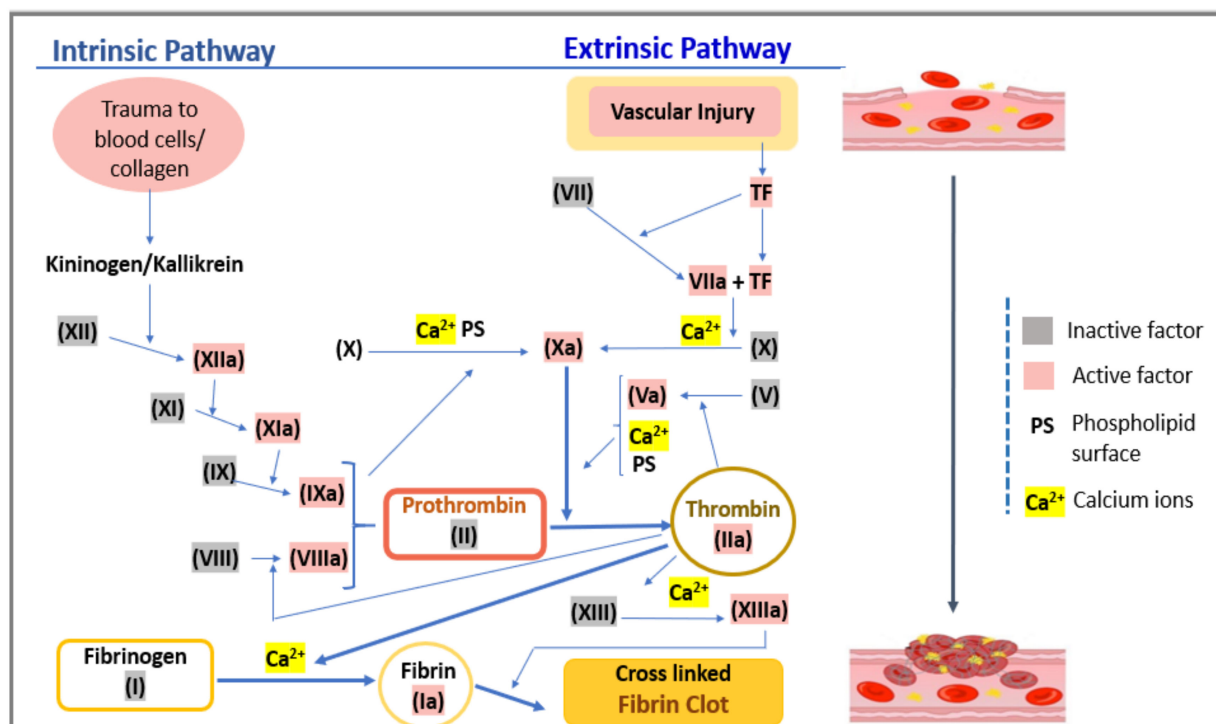 Intrinsic Pathway
Extrinsic Pathway
Trauma to
blood cells/
collagen
Vascular Injury
(VII)
TF
Kininogen/Kallikrein
VIIa + TF
(XII)
Ca²⁺ PS
Ca²⁺
(X)
(Xa)
(X)
(XIIa)
(XI)
(XIa)
(Va)
(V)
Ca²⁺
PS
(IX)
(IXa)
Prothrombin
(II)
Thrombin
(IIa)
(VIII)
(VIIIa)
Ca²⁺
(XIII)
(XIIIa)
Fibrinogen
(I)
Ca²⁺
Fibrin
(Ia)
Cross linked
Fibrin Clot
Inactive factor
Active factor
PS Phospholipid
surface
Ca²⁺ Calcium ions